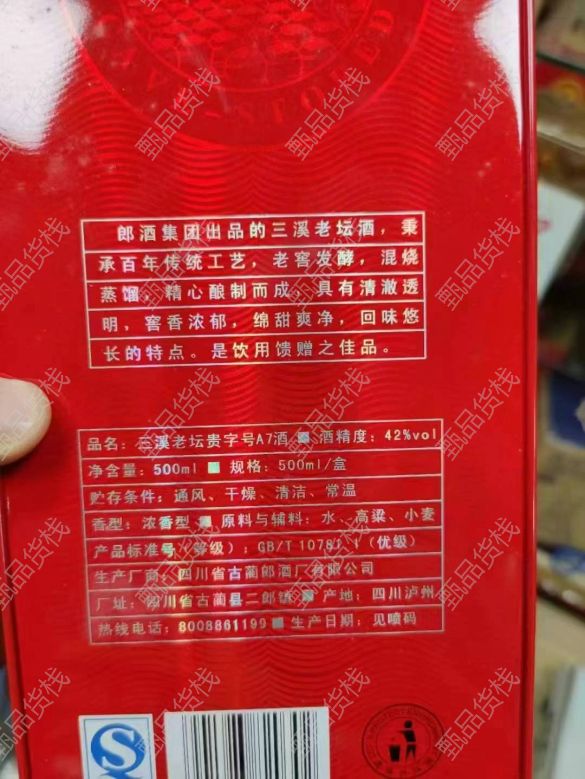 郎酒集团出品的三溪老坛酒，秉
承百年传统工艺，老窖发酵，混烧
蒸馏，精心酿制而成，具有清澈透
明，窖香浓郁，绵甜爽净，回味悠
长的特点。是饮用馈赠之佳品。
品名：三溪老坛贵字号A7酒 酒精度：42%vol
净含量：500ml 规格：500ml/盒
贮存条件：通风、干燥、清洁、常温
香型：浓香型 原料与辅料：水、高粱、小麦
产品标准号（等级）：GB/T 10781.1（优级）
生产厂商：四川省古蔺郎酒厂有限公司
厂址：四川省古蔺县二郎镇 产地：四川泸州
热线电话：8008861199 生产日期：见喷码
甄品货栈